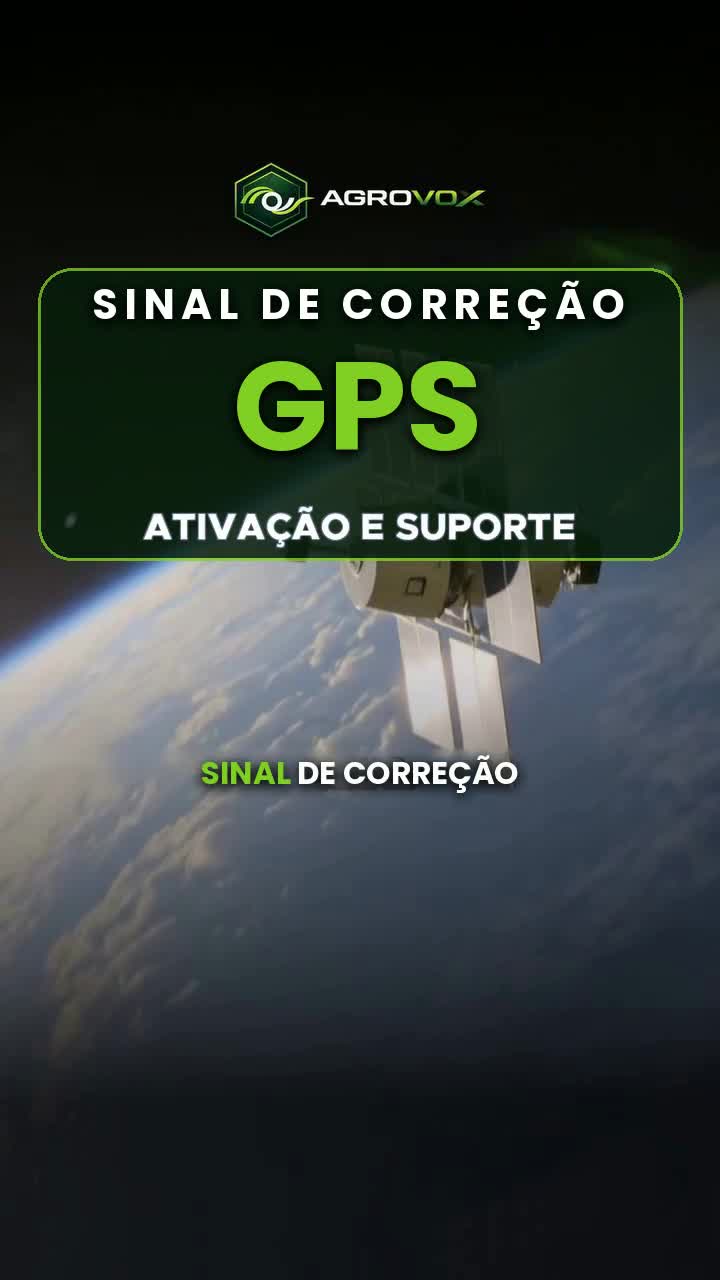 AGROVOX
SINAL DE CORREÇÃO
GPS
ATIVAÇÃO E SUPORTE
SINAL DE CORREÇÃO